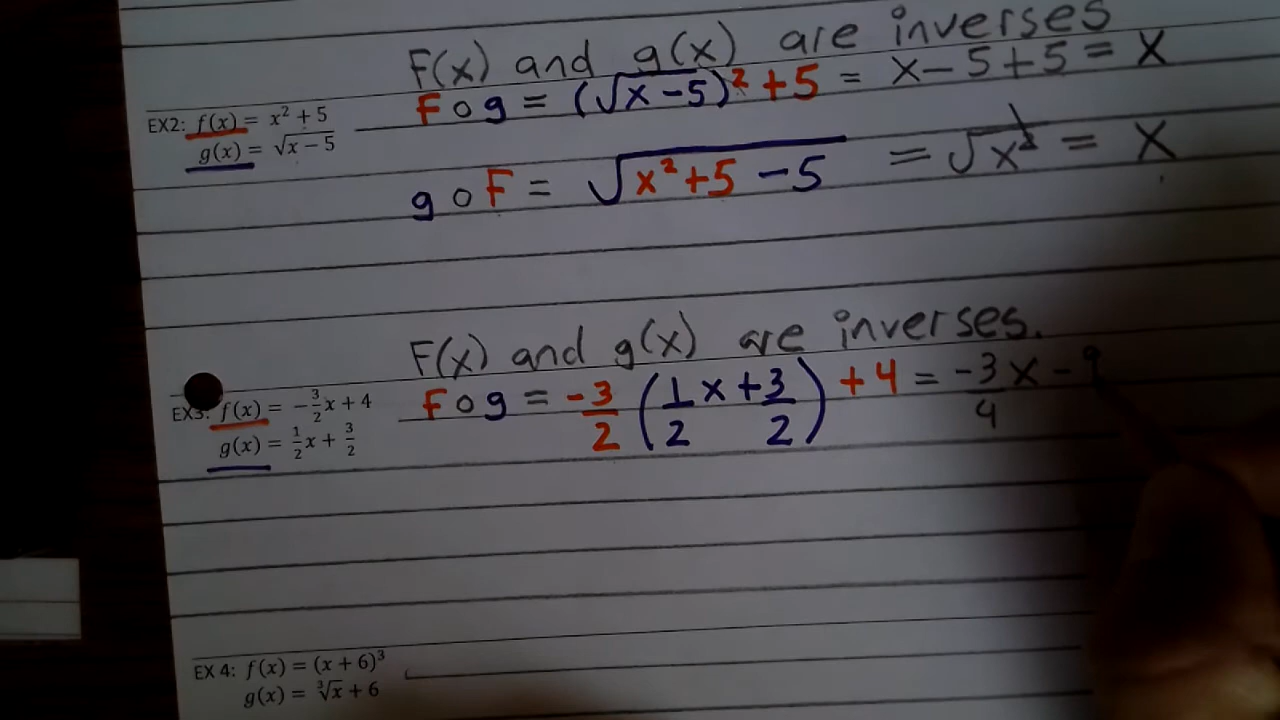 F(x) and g(x) are inverses
EX2: f(x) = x² + 5
F o g = (√x-5)² + 5 = x-5+5 = x
g(x) = √x − 5
g o F = √x²+5 -5 = √x² = x
F(x) and g(x) are inverses.
EX3: f(x) = −3/2x + 4
F o g = -3/2 (1/2x + 3/2) + 4 = -3/4x - 9
g(x) = 1/2x + 3/2
EX 4: f(x) = (x + 6)³
g(x) = ∛x + 6